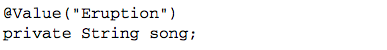 @Value("Eruption")
private String song;